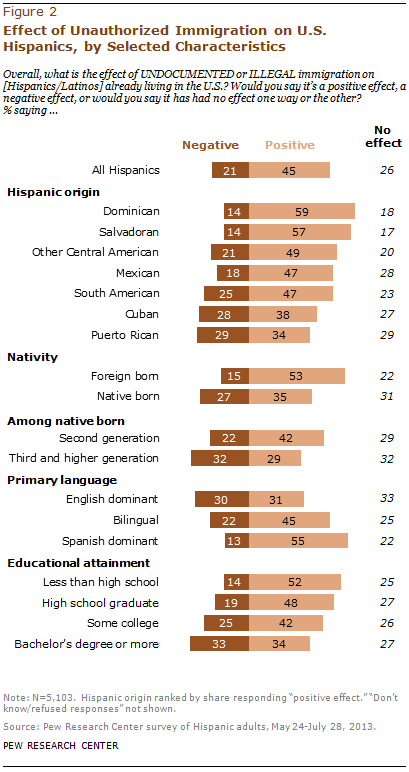 Figure 2
Effect of Unauthorized Immigration on U.S.
Hispanics, by Selected Characteristics
Overall, what is the effect of UNDOCUMENTED or ILLEGAL immigration on
[Hispanics/Latinos] already living in the U.S.? Would you say it's a positive effect, a
negative effect, or would you say it has had no effect one way or the other?
% saying ...
Negative Positive No effect
All Hispanics 21 45 26
Hispanic origin
Dominican 14 59 18
Salvadoran 14 57 17
Other Central American 21 49 20
Mexican 18 47 28
South American 25 47 23
Cuban 28 38 27
Puerto Rican 29 34 29
Nativity
Foreign born 15 53 22
Native born 27 35 31
Among native born
Second generation 22 42 29
Third and higher generation 32 29 32
Primary language
English dominant 30 31 33
Bilingual 22 45 25
Spanish dominant 13 55 22
Educational attainment
Less than high school 14 52 25
High school graduate 19 48 27
Some college 25 42 26
Bachelor's degree or more 33 34 27
Note: N=5,103. Hispanic origin ranked by share responding "positive effect." "Don't
know/refused responses" not shown.
Source: Pew Research Center survey of Hispanic adults, May 24-July 28, 2013.
PEW RESEARCH CENTER